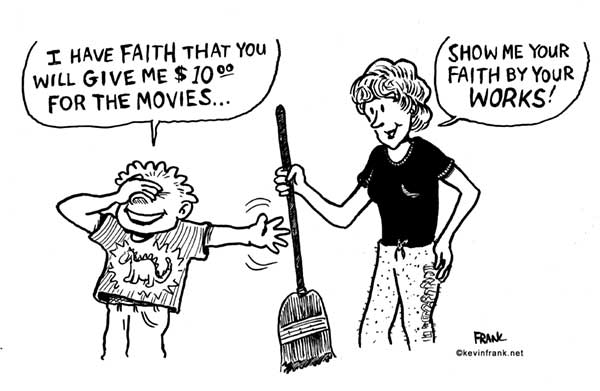 I HAVE FAITH THAT YOU
WILL GIVE ME $10⁰⁰
FOR THE MOVIES...
SHOW ME YOUR
FAITH BY YOUR
WORKS!
FRANK
©kevinfrank.net